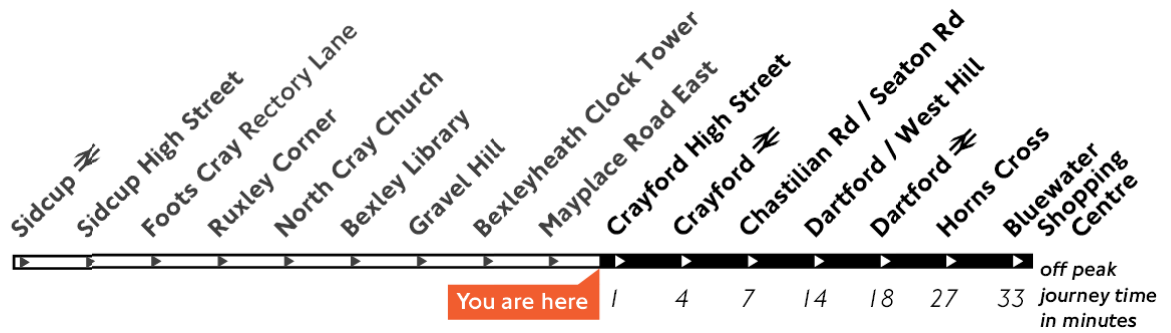 Sidcup
Sidcup High Street
Foots Cray Rectory Lane
Ruxley Corner
North Cray Church
Bexley Library
Gravel Hill
Bexleyheath Clock Tower
Mayplace Road East
Crayford High Street
Crayford
Chastilian Rd / Seaton Rd
Dartford / West Hill
Dartford
Horns Cross
Bluewater
Shopping
Centre
You are here
1 4 7 14 18 27 33
off peak
journey time
in minutes